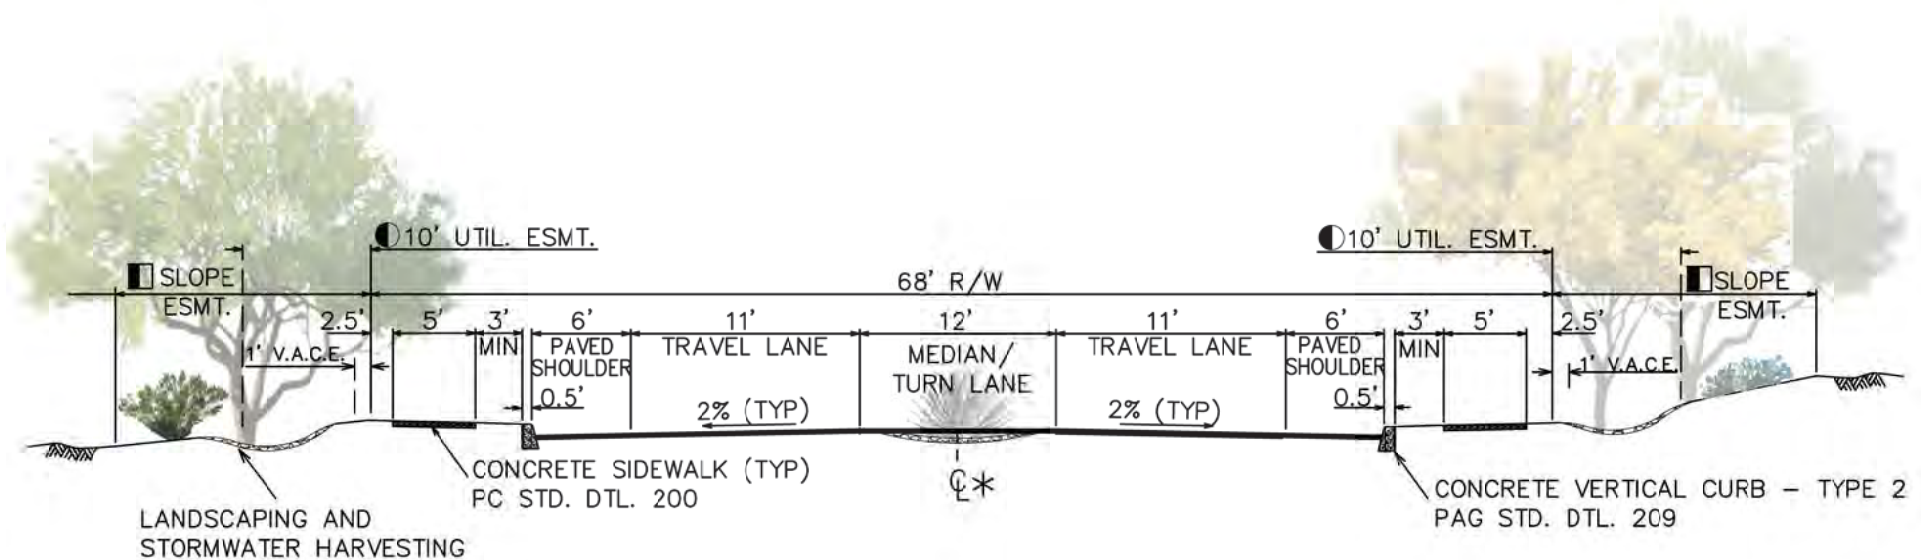 10' UTIL. ESMT.
10' UTIL. ESMT.
SLOPE
ESMT.
68' R/W
SLOPE
ESMT.
2.5'
5'
3'
MIN
6'
PAVED
SHOULDER
11'
TRAVEL LANE
12'
MEDIAN/
TURN LANE
11'
TRAVEL LANE
6'
PAVED
SHOULDER
3'
MIN
5'
2.5'
1' V.A.C.E.
1' V.A.C.E.
0.5'
2% (TYP)
2% (TYP)
0.5'
CONCRETE SIDEWALK (TYP)
PC STD. DTL. 200
℄*
CONCRETE VERTICAL CURB – TYPE 2
PAG STD. DTL. 209
LANDSCAPING AND
STORMWATER HARVESTING